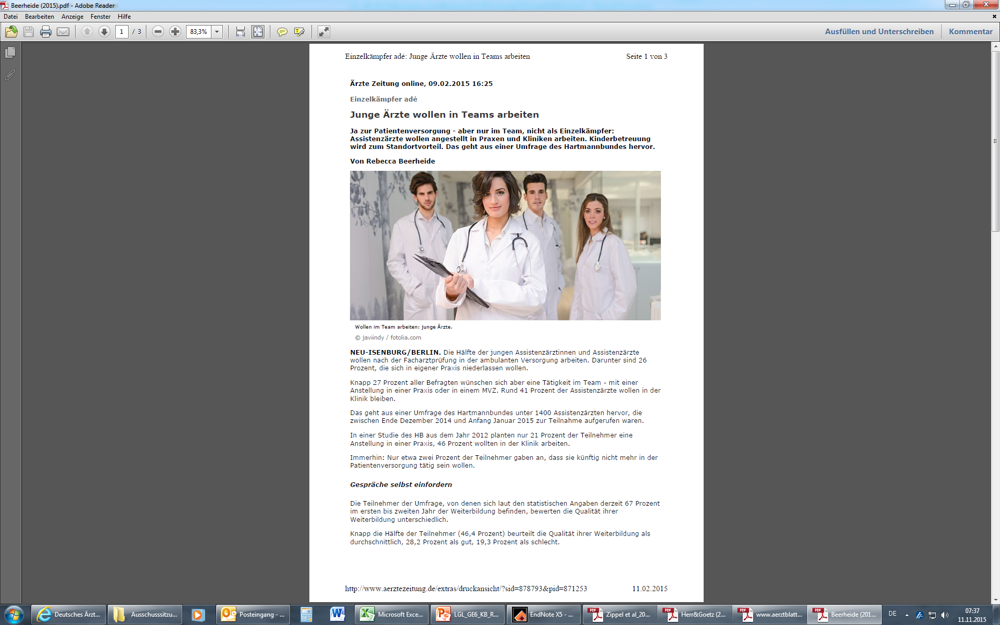 Beerheide (2015).pdf - Adobe Reader
Datei Bearbeiten Anzeige Fenster Hilfe
1 / 3 83,3% Ausfüllen und Unterschreiben Kommentar
Einzelkämpfer adé: Junge Ärzte wollen in Teams arbeiten Seite 1 von 3
Ärzte Zeitung online, 09.02.2015 16:25
Einzelkämpfer adé
Junge Ärzte wollen in Teams arbeiten
Ja zur Patientenversorgung - aber nur im Team, nicht als Einzelkämpfer:
Assistenzärzte wollen angestellt in Praxen und Kliniken arbeiten. Kinderbetreuung
wird zum Standortvorteil. Das geht aus einer Umfrage des Hartmannbundes hervor.
Von Rebecca Beerheide
Wollen im Team arbeiten: junge Ärzte.
© javiindy / fotolia.com
NEU-ISENBURG/BERLIN. Die Hälfte der jungen Assistenzärztinnen und Assistenzärzte
wollen nach der Facharztprüfung in der ambulanten Versorgung arbeiten. Darunter sind 26
Prozent, die sich in eigener Praxis niederlassen wollen.
Knapp 27 Prozent aller Befragten wünschen sich aber eine Tätigkeit im Team - mit einer
Anstellung in einer Praxis oder in einem MVZ. Rund 41 Prozent der Assistenzärzte wollen in der
Klinik bleiben.
Das geht aus einer Umfrage des Hartmannbundes unter 1400 Assistenzärzten hervor, die
zwischen Ende Dezember 2014 und Anfang Januar 2015 zur Teilnahme aufgerufen waren.
In einer Studie des HB aus dem Jahr 2012 planten nur 21 Prozent der Teilnehmer eine
Anstellung in einer Praxis, 46 Prozent wollten in der Klinik arbeiten.
Immerhin: Nur etwa zwei Prozent der Teilnehmer gaben an, dass sie künftig nicht mehr in der
Patientenversorgung tätig sein wollen.
Gespräche selbst einfordern
Die Teilnehmer der Umfrage, von denen sich laut den statistischen Angaben derzeit 67 Prozent
im ersten bis zweiten Jahr der Weiterbildung befinden, bewerten die Qualität ihrer
Weiterbildung unterschiedlich.
Knapp die Hälfte der Teilnehmer (46,4 Prozent) beurteilt die Qualität ihrer Weiterbildung als
durchschnittlich, 28,2 Prozent als gut, 19,3 Prozent als schlecht.
http://www.aerztezeitung.de/extras/druckansicht/?sid=878793&pid=871253 11.02.2015
Deutsches Ärzt... Ausschusssitzu... Posteingang - ... Microsoft Exce... LGL_GE6_KB_R... EndNote X5 - ... Zippel et al_20... Herr&Goetz (2... www.aerztblatt... Beerheide (201... DE 07:37
11.11.2015